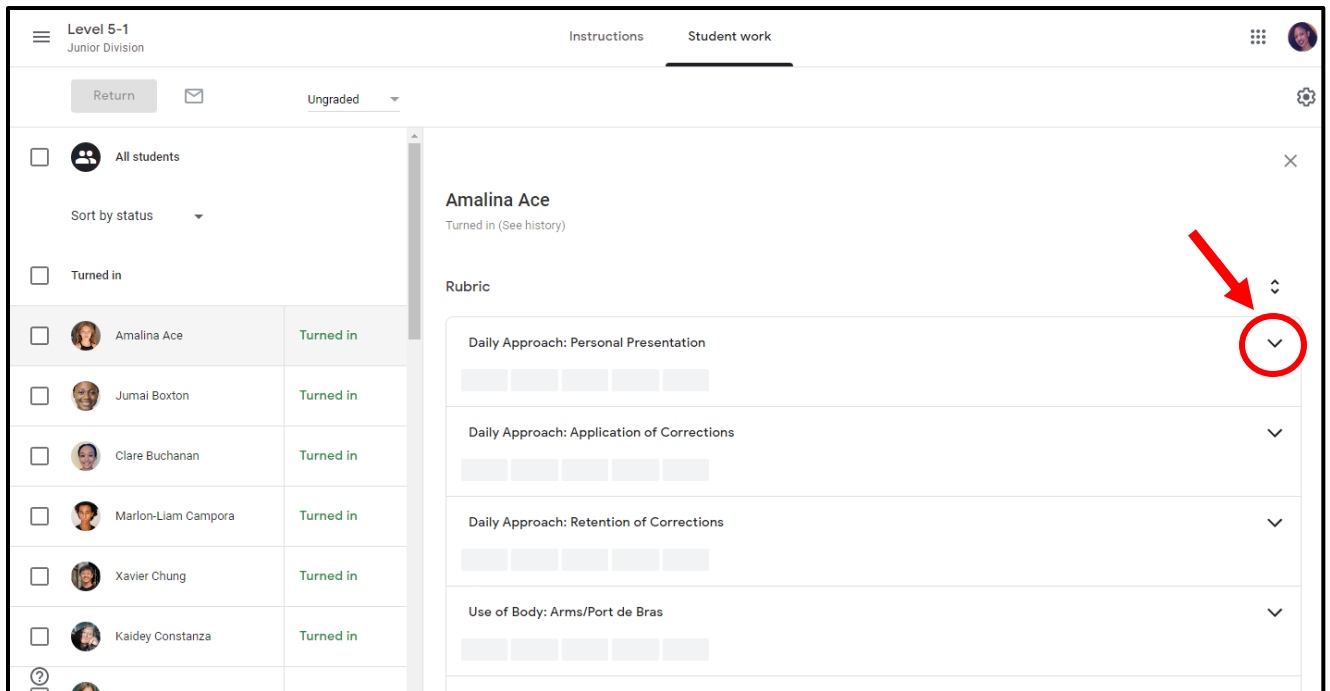 Level 5-1
Junior Division
Instructions
Student work
Return
Ungraded
All students
Sort by status
Turned in
Amalina Ace Turned in
Jumai Boxton Turned in
Clare Buchanan Turned in
Marlon-Liam Campora Turned in
Xavier Chung Turned in
Kaidey Constanza Turned in
?
Amalina Ace
Turned in (See history)
Rubric
Daily Approach: Personal Presentation
Daily Approach: Application of Corrections
Daily Approach: Retention of Corrections
Use of Body: Arms/Port de Bras